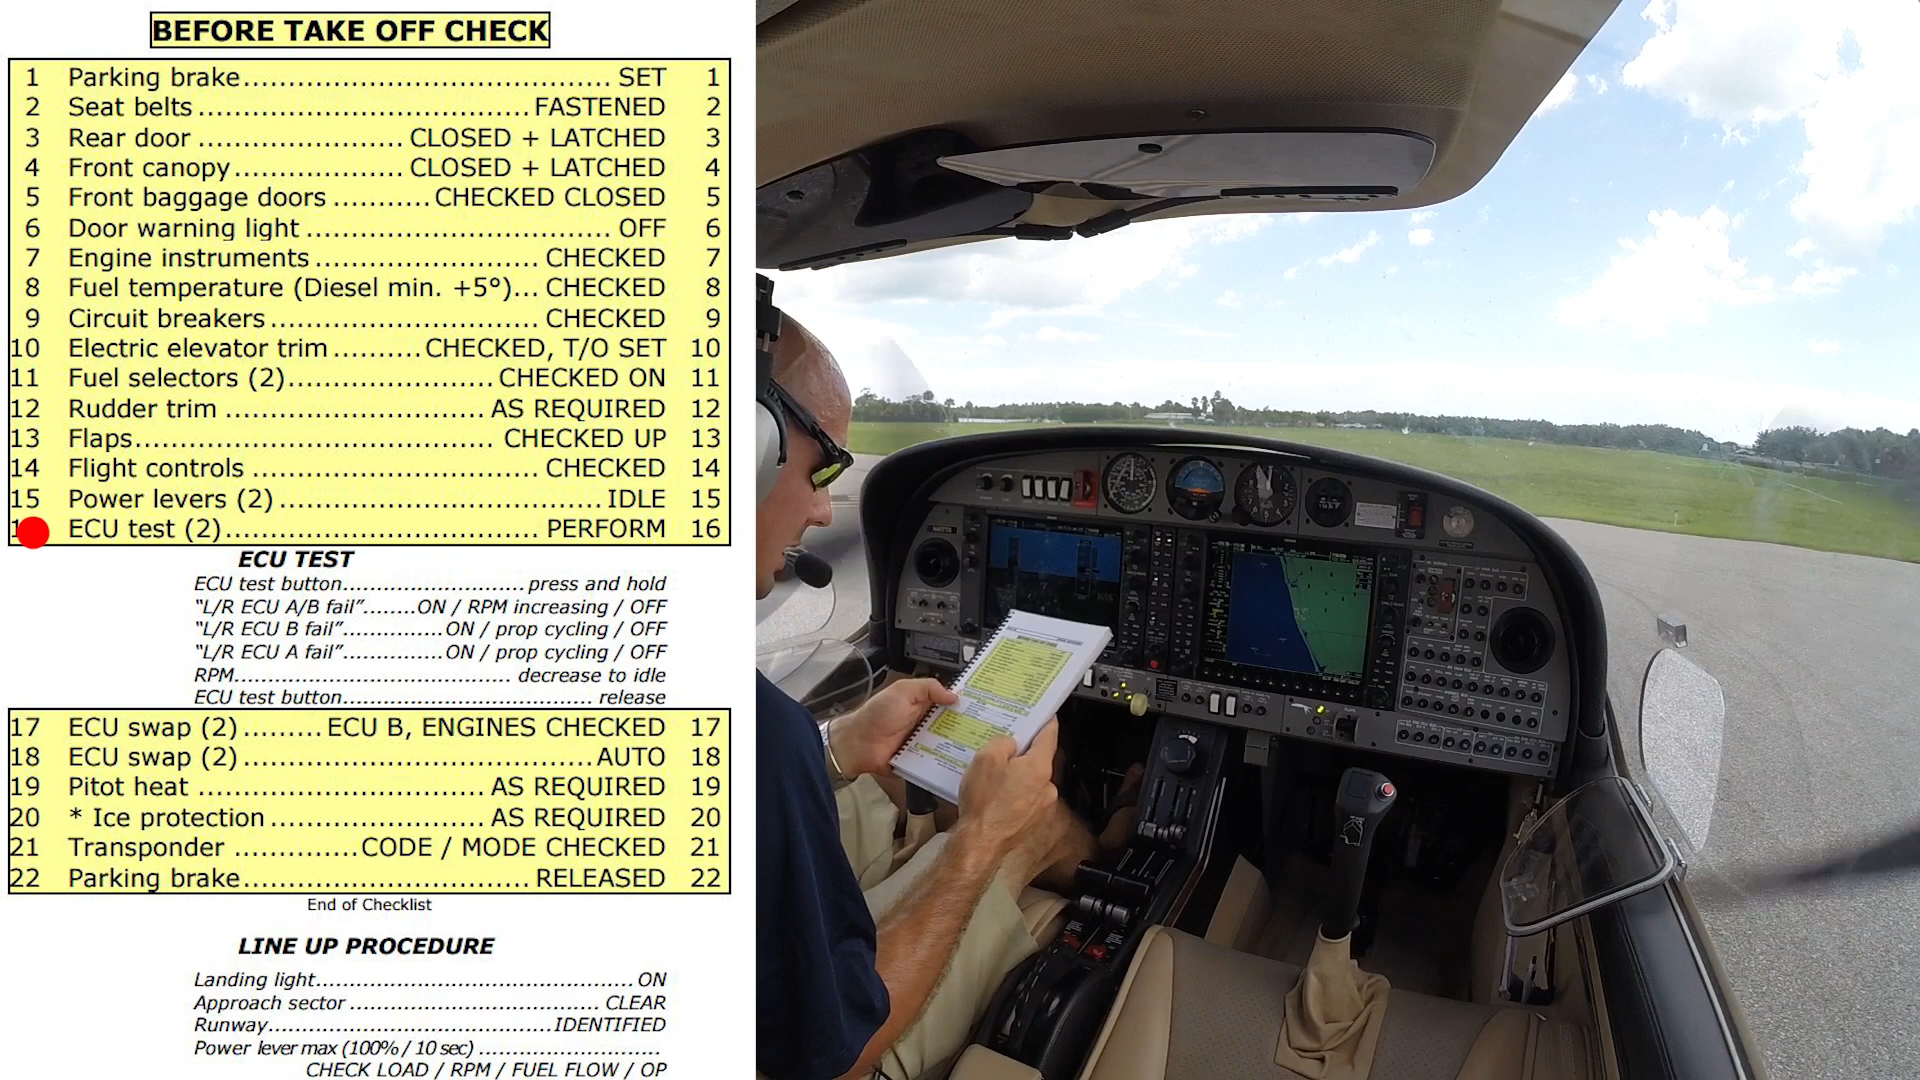 BEFORE TAKE OFF CHECK
1 Parking brake........................................ SET 1
2 Seat belts .................................... FASTENED 2
3 Rear door ...................... CLOSED + LATCHED 3
4 Front canopy .................. CLOSED + LATCHED 4
5 Front baggage doors ........... CHECKED CLOSED 5
6 Door warning light ................................. OFF 6
7 Engine instruments ........................ CHECKED 7
8 Fuel temperature (Diesel min. +5°)... CHECKED 8
9 Circuit breakers ............................. CHECKED 9
10 Electric elevator trim ......... CHECKED, T/O SET 10
11 Fuel selectors (2)...................... CHECKED ON 11
12 Rudder trim ............................ AS REQUIRED 12
13 Flaps...................................... CHECKED UP 13
14 Flight controls ............................... CHECKED 14
15 Power levers (2) ................................... IDLE 15
ECU test (2)................................... PERFORM 16
ECU TEST
ECU test button........................... press and hold
“L/R ECU A/B fail”........ON / RPM increasing / OFF
“L/R ECU B fail”...............ON / prop cycling / OFF
“L/R ECU A fail”...............ON / prop cycling / OFF
RPM......................................... decrease to idle
ECU test button..................................... release
17 ECU swap (2) ........ ECU B, ENGINES CHECKED 17
18 ECU swap (2) ..................................... AUTO 18
19 Pitot heat ............................... AS REQUIRED 19
20 * Ice protection ....................... AS REQUIRED 20
21 Transponder .............CODE / MODE CHECKED 21
22 Parking brake............................... RELEASED 22
End of Checklist
LINE UP PROCEDURE
Landing light................................................ ON
Approach sector ...................................... CLEAR
Runway...........................................IDENTIFIED
Power lever max (100% / 10 sec) .............................
CHECK LOAD / RPM / FUEL FLOW / OP